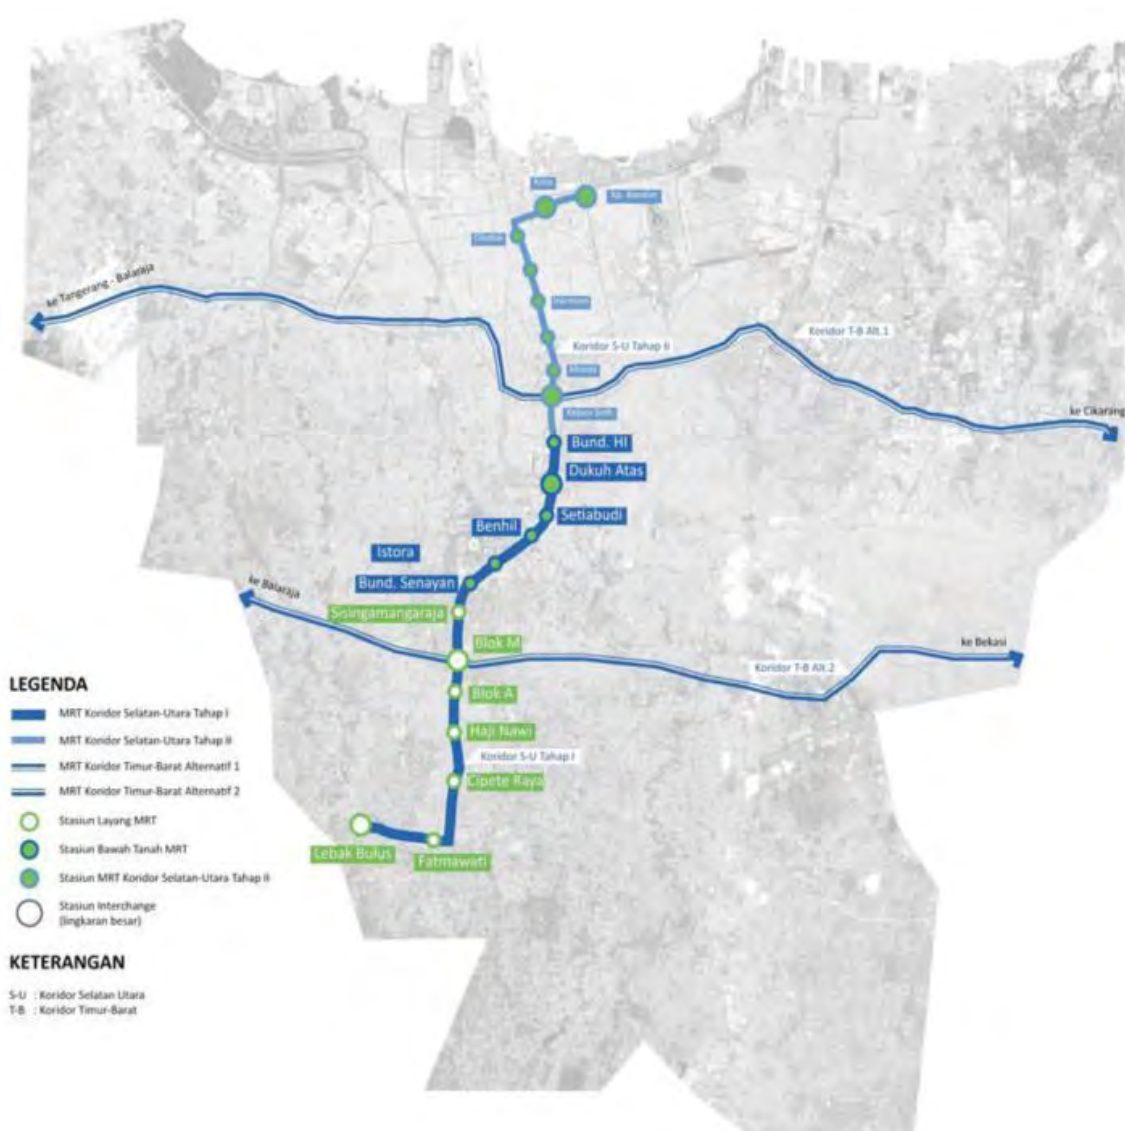 Kota
Kp. Bandan
Glodok
ke Tangerang - Balaraja
Harmoni
Koridor T-B Alt.1
Koridor S-U Tahap II
Monas
ke Cikarang
Kebon Sirih
Bund. HI
Dukuh Atas
Setiabudi
Benhil
Istora
ke Balaraja
Bund. Senayan
Sisingamangaraja
Blok M
ke Bekasi
Koridor T-B Alt.2
Blok A
Haji Nawi
Koridor S-U Tahap I
Cipete Raya
Lebak Bulus
Fatmawati
LEGENDA
MRT Koridor Selatan-Utara Tahap I
MRT Koridor Selatan-Utara Tahap II
MRT Koridor Timur-Barat Alternatif 1
MRT Koridor Timur-Barat Alternatif 2
Stasiun Layang MRT
Stasiun Bawah Tanah MRT
Stasiun MRT Koridor Selatan-Utara Tahap II
Stasiun Interchange
(lingkaran besar)
KETERANGAN
S-U : Koridor Selatan Utara
T-B : Koridor Timur-Barat